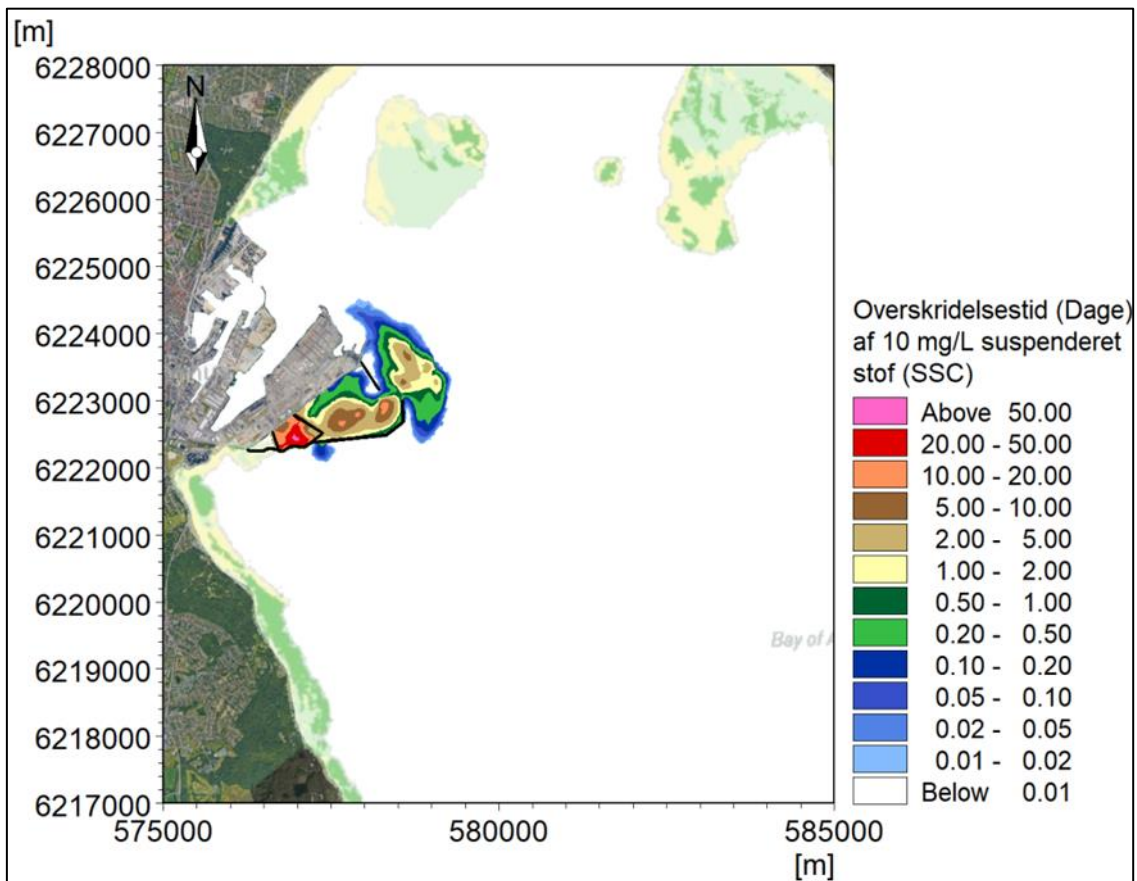 [m]
6228000
N
6227000
6226000
6225000
6224000
6223000
6222000
6221000
6220000
6219000
6218000
6217000
575000
580000
585000
[m]
Bay of A
Overskridelsestid (Dage)
af 10 mg/L suspenderet
stof (SSC)
Above 50.00
20.00 - 50.00
10.00 - 20.00
5.00 - 10.00
2.00 - 5.00
1.00 - 2.00
0.50 - 1.00
0.20 - 0.50
0.10 - 0.20
0.05 - 0.10
0.02 - 0.05
0.01 - 0.02
Below 0.01